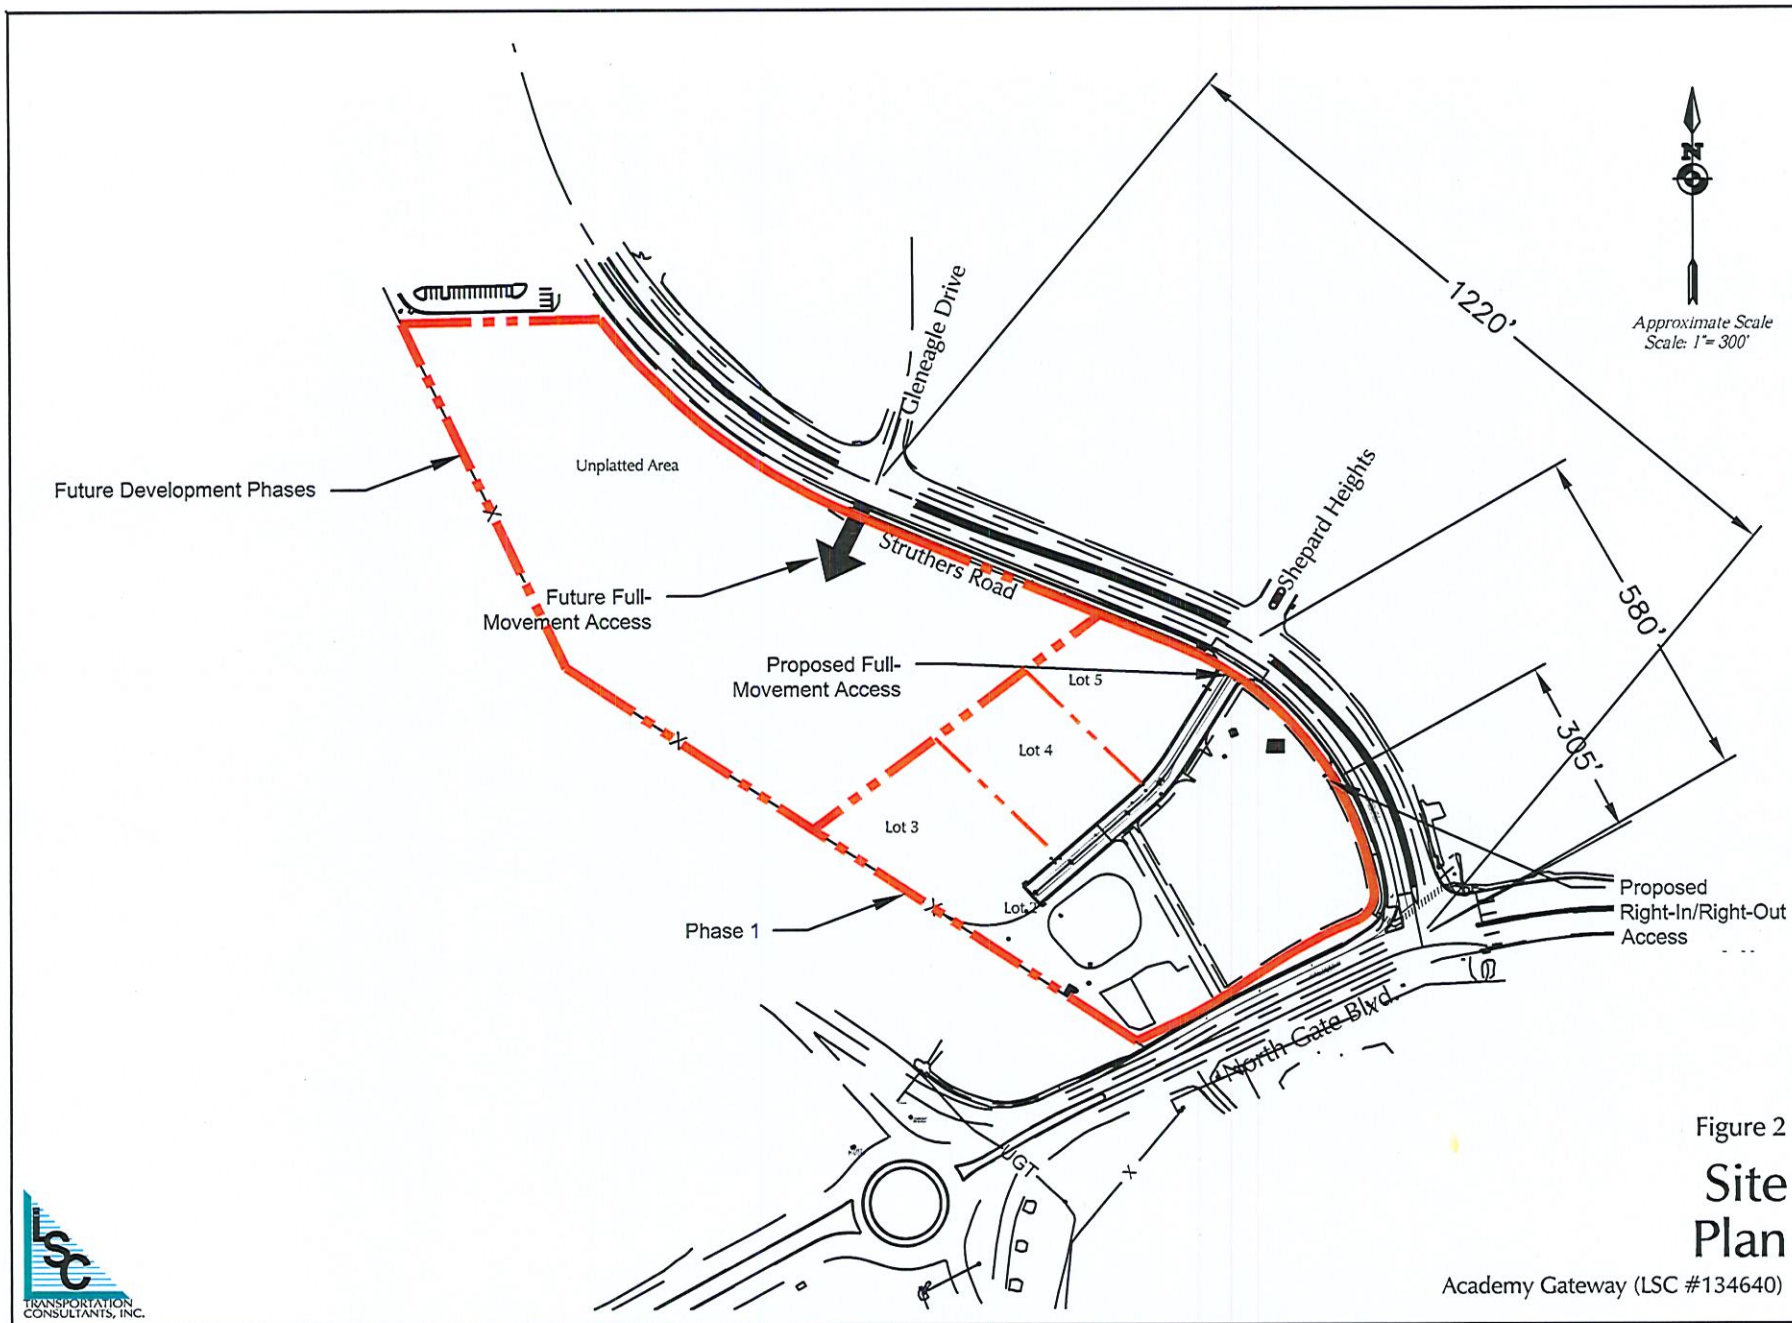 N
Approximate Scale
Scale: 1"= 300'
1220'
Gleneagle Drive
Shepard Heights
580'
305'
Unplatted Area
Future Development Phases
Struthers Road
Future Full-
Movement Access
Proposed Full-
Movement Access
Lot 5
Lot 4
Lot 3
Lot 2
Phase 1
X
X
X
Proposed
Right-In/Right-Out
Access
North Gate Blvd.
UGT
X
Figure 2
Site
Plan
Academy Gateway (LSC #134640)
LSC
TRANSPORTATION
CONSULTANTS, INC.